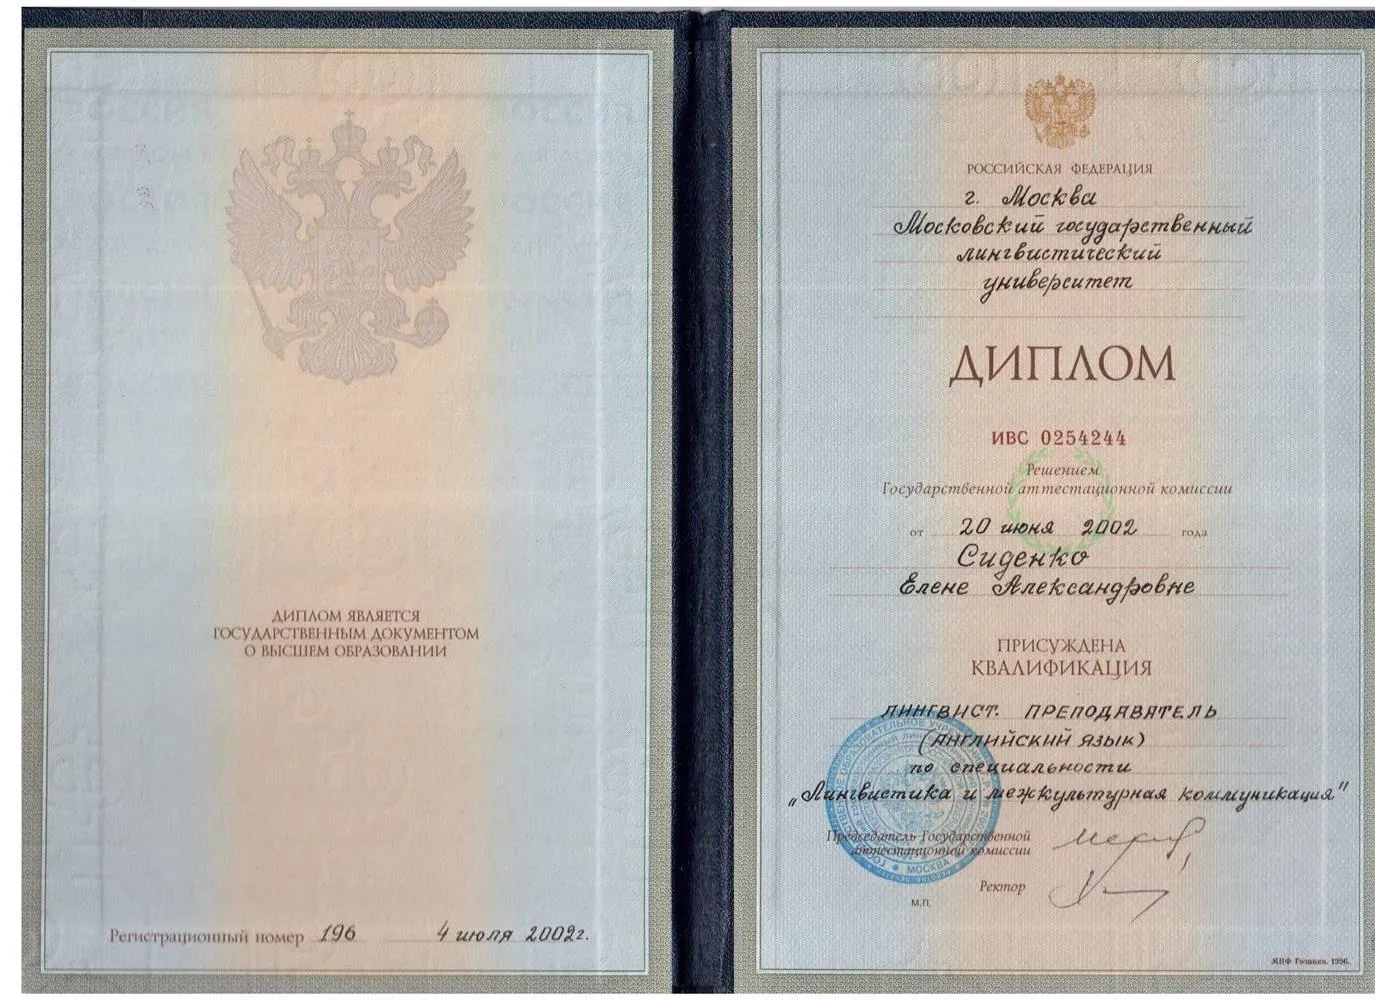 ДИПЛОМ ЯВЛЯЕТСЯ
ГОСУДАРСТВЕННЫМ ДОКУМЕНТОМ
О ВЫСШЕМ ОБРАЗОВАНИИ
Регистрационный номер 196 4 июля 2002г.
РОССИЙСКАЯ ФЕДЕРАЦИЯ
г. Москва
Московский государственный
лингвистический
университет
ДИПЛОМ
ИВС 0254244
Решением
Государственной аттестационной комиссии
от 20 июня 2002 года
Сиденко
Елене Александровне
ПРИСУЖДЕНА
КВАЛИФИКАЦИЯ
ЛИНГВИСТ. ПРЕПОДАВАТЕЛЬ
(АНГЛИЙСКИЙ ЯЗЫК)
по специальности
„Лингвистика и межкультурная коммуникация"
Председатель Государственной
аттестационной комиссии
Ректор
М.П.
МОСКВА
МПФ Гознака. 1996.